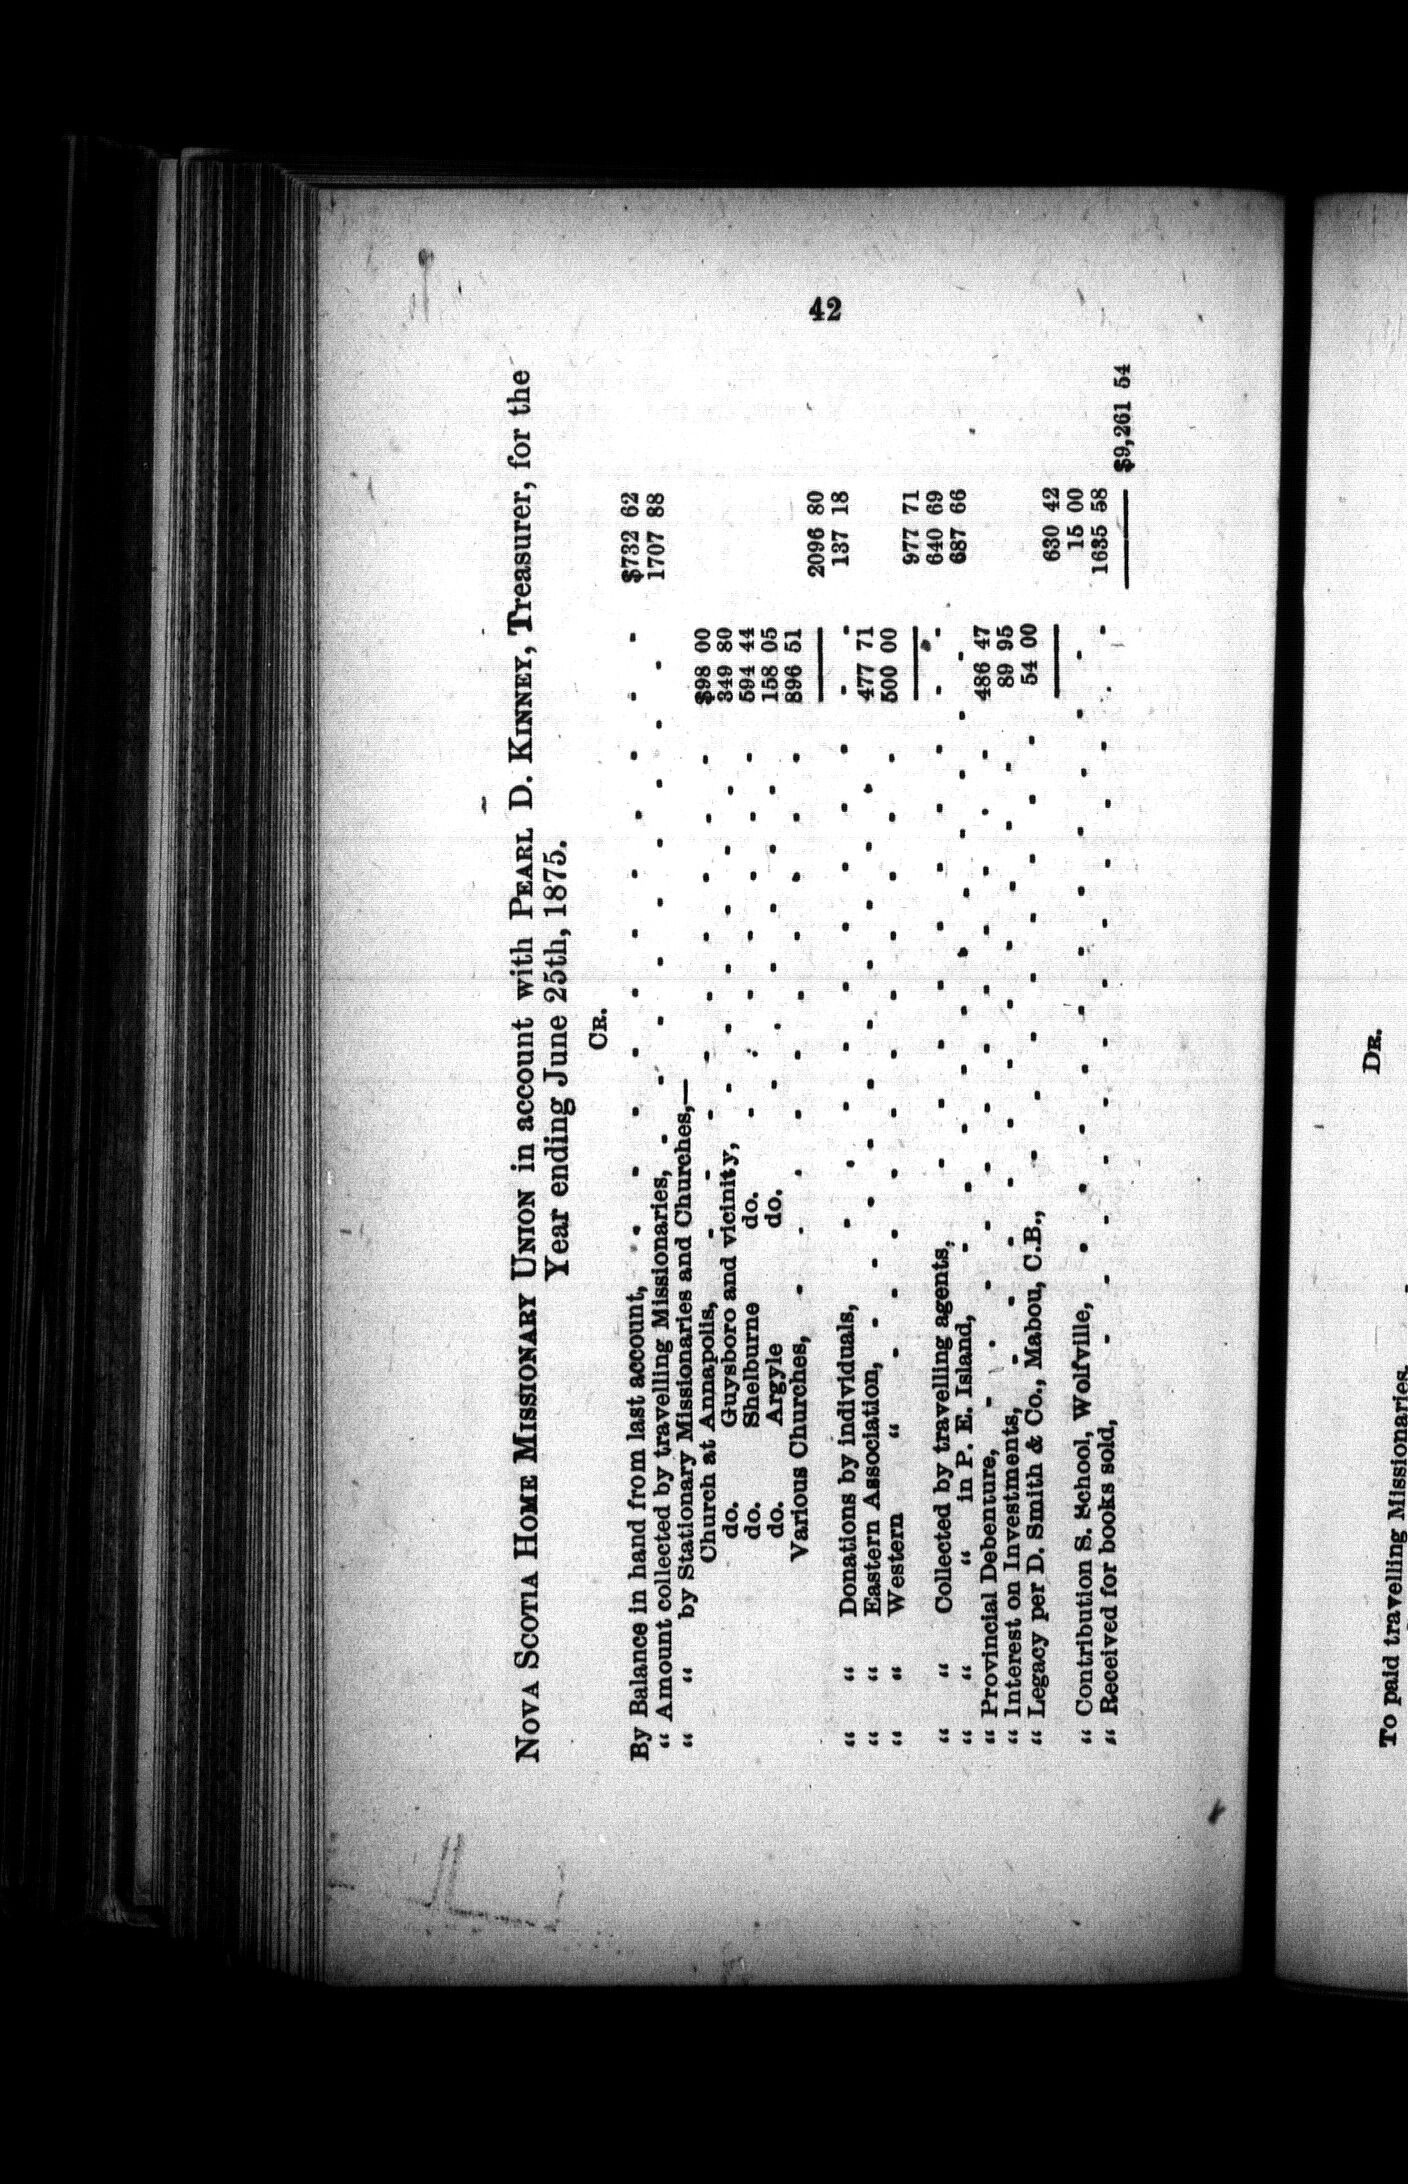 42
NOVA SCOTIA HOME MISSIONARY UNION in account with PEARL D. KINNEY, Treasurer, for the
Year ending June 25th, 1875.
CR.
By Balance in hand from last account, $732 62
“ Amount collected by travelling Missionaries, 1707 88
“ “ by Stationary Missionaries and Churches,—
Church at Annapolis, $98 00
do. Guysboro and vicinity, 349 80
do. Shelburne do. 594 44
do. Argyle do. 158 05
Various Churches, 896 51
2096 80
“ “ Donations by individuals, 137 18
“ “ Eastern Association, 477 71
“ “ Western “ 500 00
977 71
“ “ Collected by travelling agents, 640 69
“ “ “ in P. E. Island, 687 66
“ Provincial Debenture, 486 47
“ Interest on Investments, 89 95
“ Legacy per D. Smith & Co., Mabou, C.B., 54 00
630 42
“ Contribution S. School, Wolfville, 15 00
“ Received for books sold, 1635 58
$9,261 54
DR.
To paid travelling Missionaries,